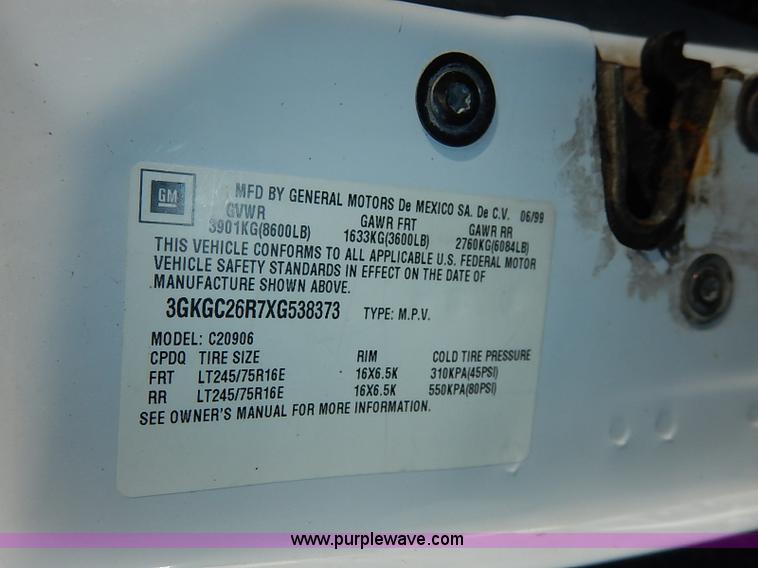 GM
MFD BY GENERAL MOTORS De MEXICO SA. De C.V. 06/99
GVWR GAWR FRT GAWR RR
3901KG(8600LB) 1633KG(3600LB) 2760KG(6084LB)
THIS VEHICLE CONFORMS TO ALL APPLICABLE U.S. FEDERAL MOTOR
VEHICLE SAFETY STANDARDS IN EFFECT ON THE DATE OF
MANUFACTURE SHOWN ABOVE.
3GKGC26R7XG538373 TYPE: M.P.V.
MODEL: C20906
CPDQ TIRE SIZE RIM COLD TIRE PRESSURE
FRT LT245/75R16E 16X6.5K 310KPA(45PSI)
RR LT245/75R16E 16X6.5K 550KPA(80PSI)
SEE OWNER'S MANUAL FOR MORE INFORMATION.
www.purplewave.com